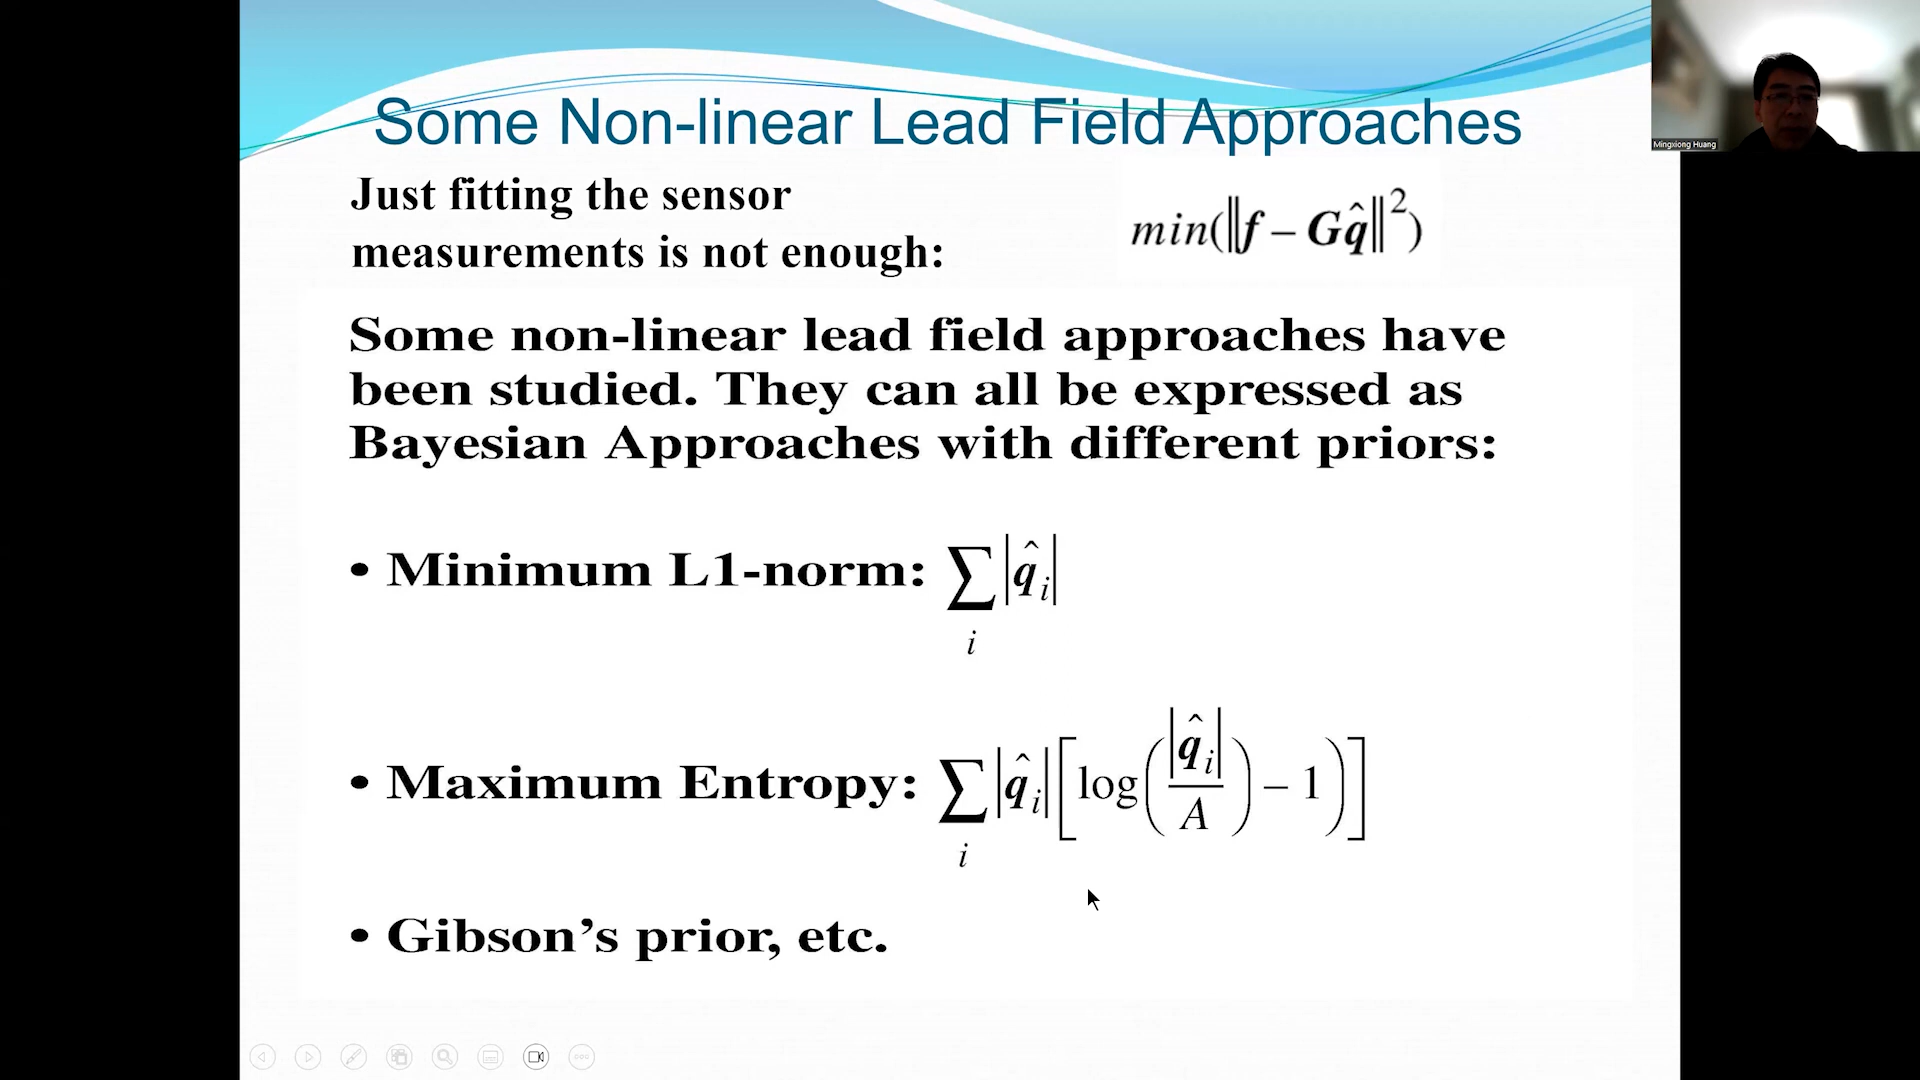 Some Non-linear Lead Field Approaches
Mingxiong Huang
Just fitting the sensor
measurements is not enough:
min(‖f − Gq̂‖²)
Some non-linear lead field approaches have
been studied. They can all be expressed as
Bayesian Approaches with different priors:
• Minimum L1-norm: ∑|q̂ᵢ|
i
• Maximum Entropy: ∑|q̂ᵢ|[log(|q̂ᵢ|/A) − 1)]
i
• Gibson’s prior, etc.